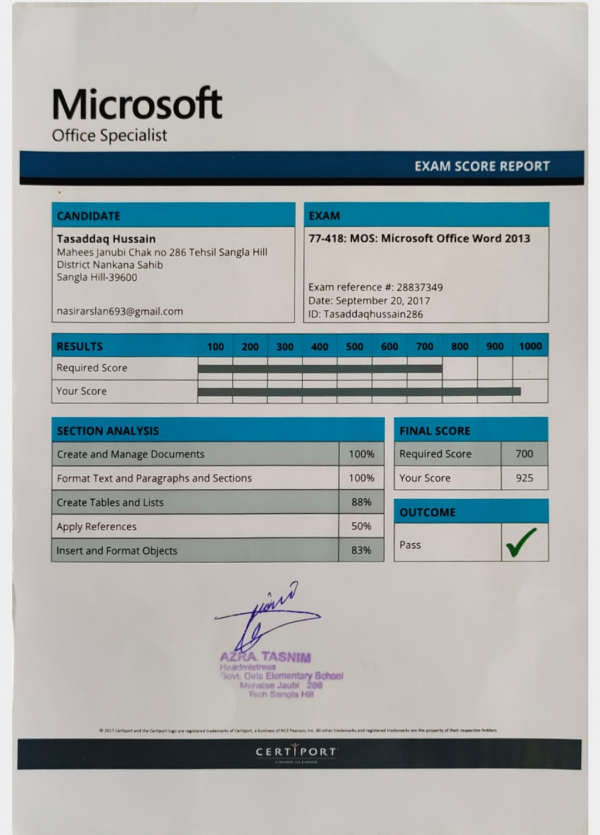 Microsoft
Office Specialist
EXAM SCORE REPORT
CANDIDATE
Tasaddaq Hussain
Mahees Janubi Chak no 286 Tehsil Sangla Hill
District Nankana Sahib
Sangla Hill-39600
nasirarslan693@gmail.com
EXAM
77-418: MOS: Microsoft Office Word 2013
Exam reference #: 28837349
Date: September 20, 2017
ID: Tasaddaqhussain286
RESULTS 100 200 300 400 500 600 700 800 900 1000
Required Score
Your Score
SECTION ANALYSIS
Create and Manage Documents 100%
Format Text and Paragraphs and Sections 100%
Create Tables and Lists 88%
Apply References 50%
Insert and Format Objects 83%
FINAL SCORE
Required Score 700
Your Score 925
OUTCOME
Pass
AZRA TASNIM
Headmistress
Govt. Girls Elementary School
286
Tech Sangla Hill
© 2017 Certiport and the Certiport logo are registered trademarks of Certiport, a business of NCS Pearson, Inc. All other trademarks and registered trademarks are the property of their respective holders.
CERTIPORT